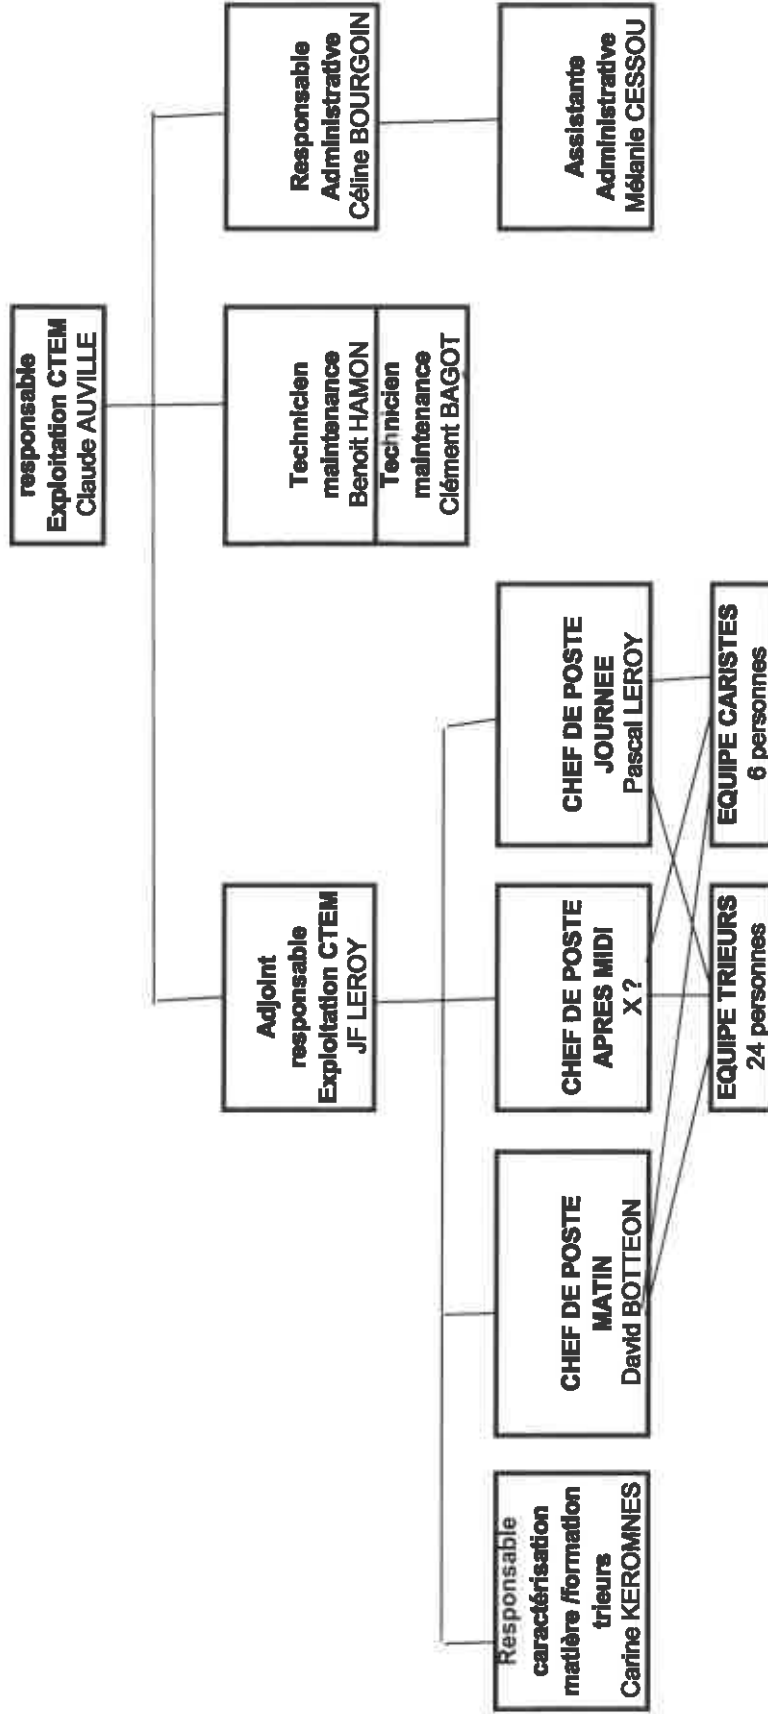 responsable
Exploitation CTEM
Claude AUVILLE
Adjoint
responsable
Exploitation CTEM
JF LEROY
Technicien
maintenance
Benoit HAMON
Technicien
maintenance
Clément BAGOT
Responsable
Administrative
Céline BOURGOIN
Responsable
caractérisation
matière /formation
trieurs
Carine KEROMNES
CHEF DE POSTE
MATIN
David BOTTEON
CHEF DE POSTE
APRES MIDI
X ?
CHEF DE POSTE
JOURNEE
Pascal LEROY
Assistante
Administrative
Mélanie CESSOU
EQUIPE TRIEURS
24 personnes
EQUIPE CARISTES
6 personnes